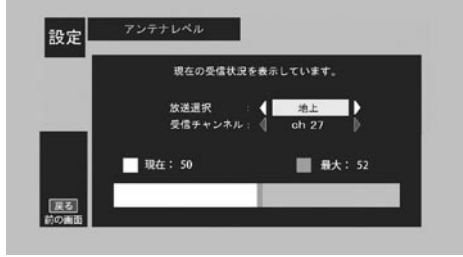 設定
アンテナレベル
現在の受信状況を表示しています。
放送選択 : 地上
受信チャンネル : ch 27
現在： 50 最大： 52
戻る
前の画面